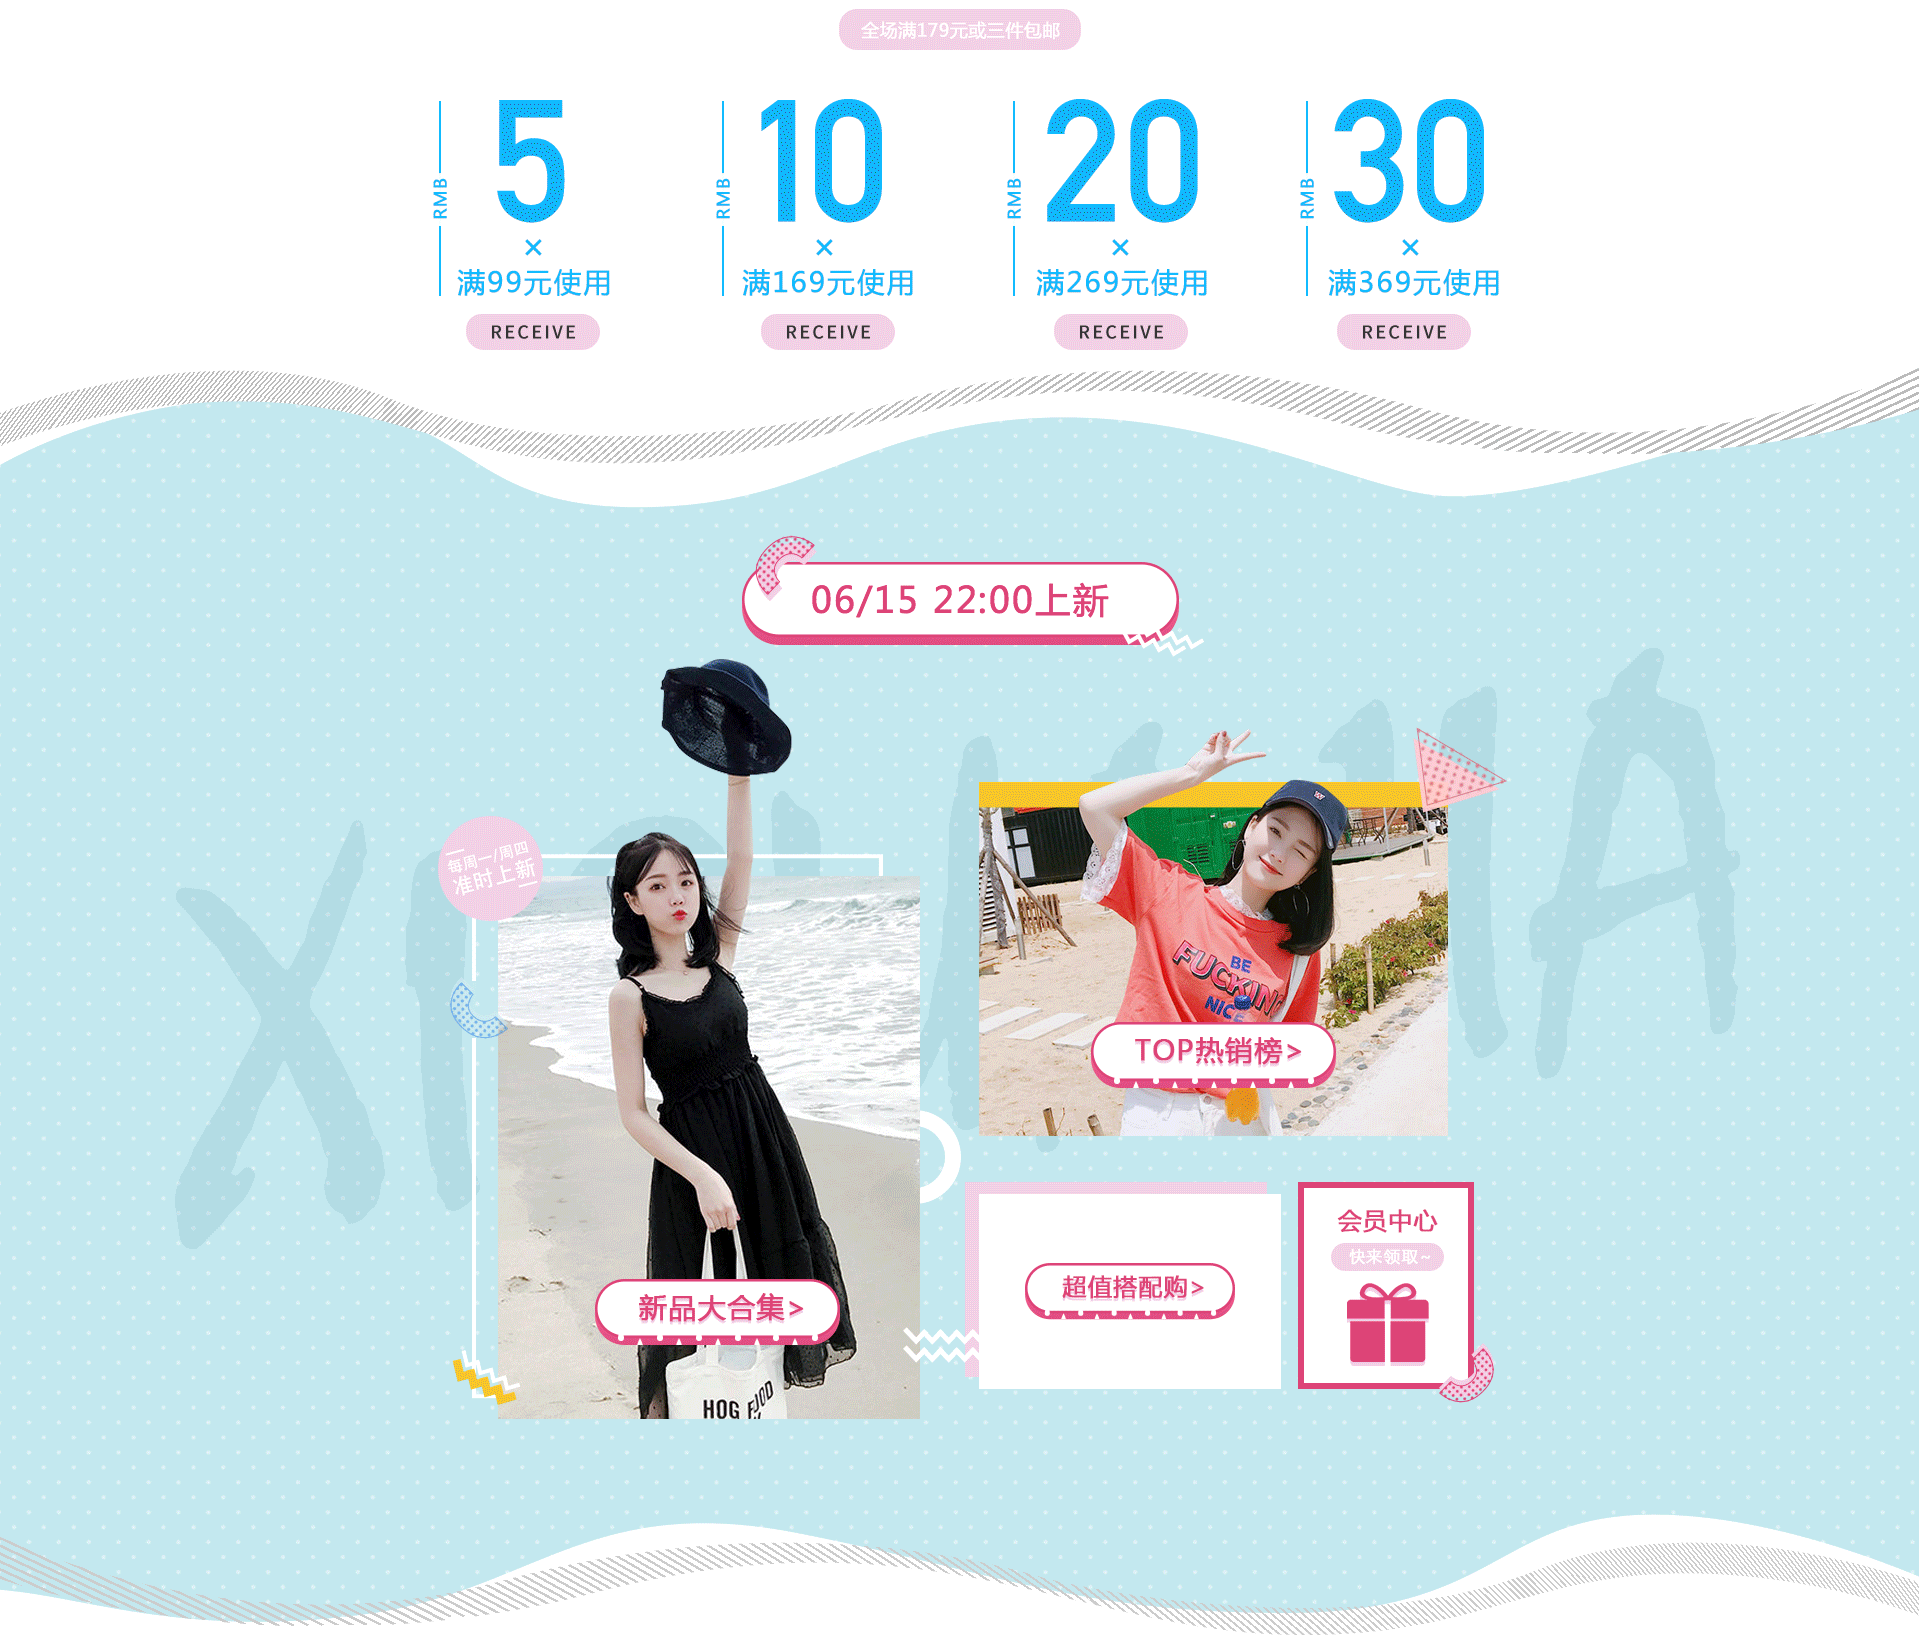 全场满179元或三件包邮
RMB
5
×
满99元使用
RECEIVE
RMB
10
×
满169元使用
RECEIVE
RMB
20
×
满269元使用
RECEIVE
RMB
30
×
满369元使用
RECEIVE
06/15 22:00上新
每周一/周四
准时上新
新品大合集>
HOG FOOD
BE
FUCKING
NICE
TOP热销榜>
超值搭配购>
会员中心
快来领取~